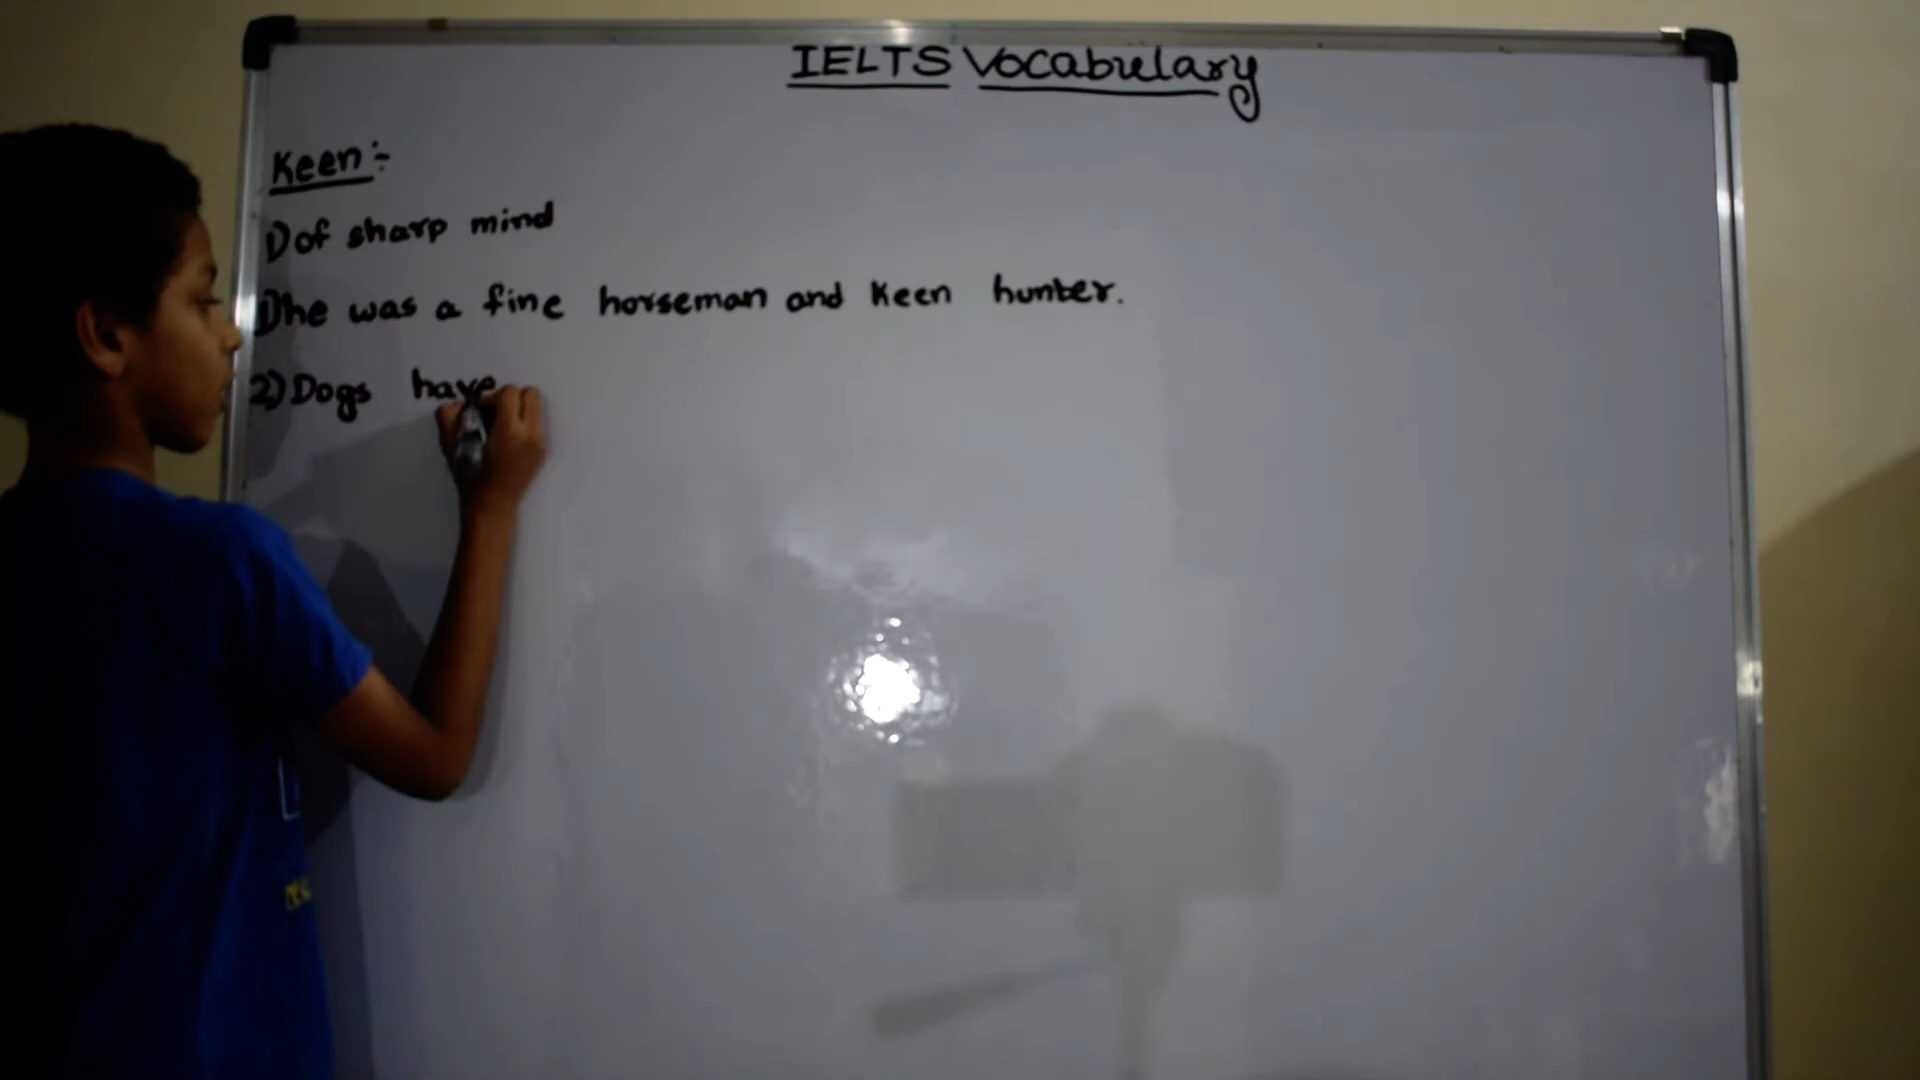 IELTS Vocabulary
Keen:-
1) of sharp mind
1) he was a fine horseman and keen hunter.
2) Dogs have